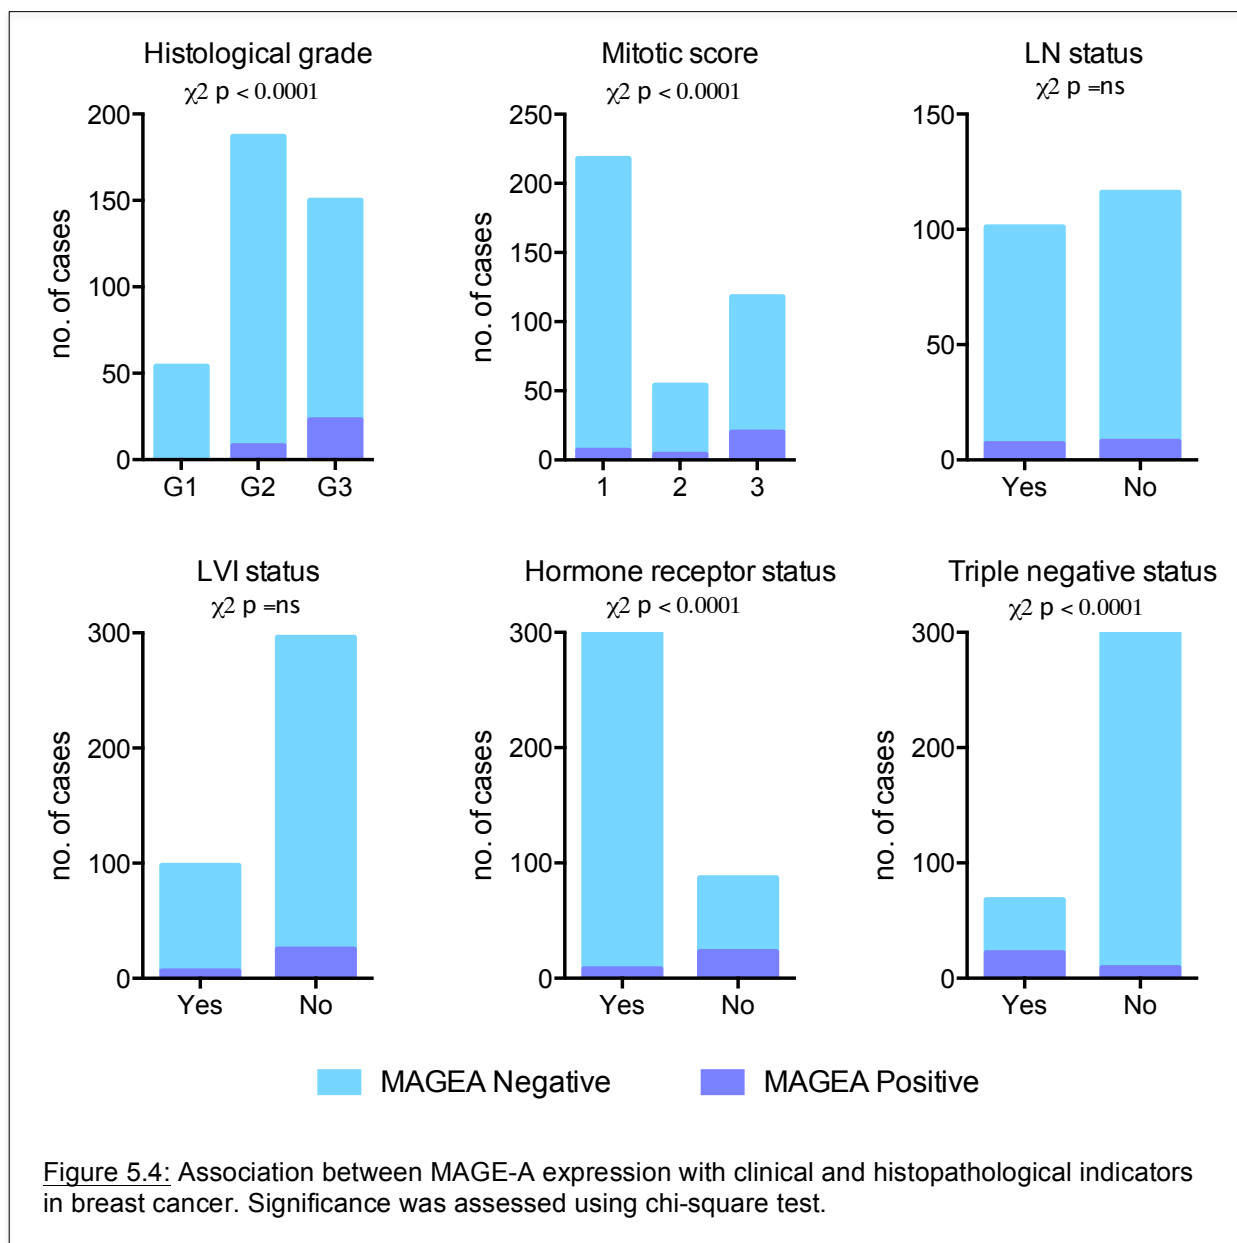 Histological grade
χ2 p < 0.0001
200
150
100
50
0
no. of cases
G1 G2 G3
Mitotic score
χ2 p < 0.0001
250
200
150
100
50
0
no. of cases
1 2 3
LN status
χ2 p =ns
150
100
50
0
no. of cases
Yes No
LVI status
χ2 p =ns
300
200
100
0
no. of cases
Yes No
Hormone receptor status
χ2 p < 0.0001
300
200
100
0
no. of cases
Yes No
Triple negative status
χ2 p < 0.0001
300
200
100
0
no. of cases
Yes No
MAGEA Negative MAGEA Positive
Figure 5.4: Association between MAGE-A expression with clinical and histopathological indicators
in breast cancer. Significance was assessed using chi-square test.